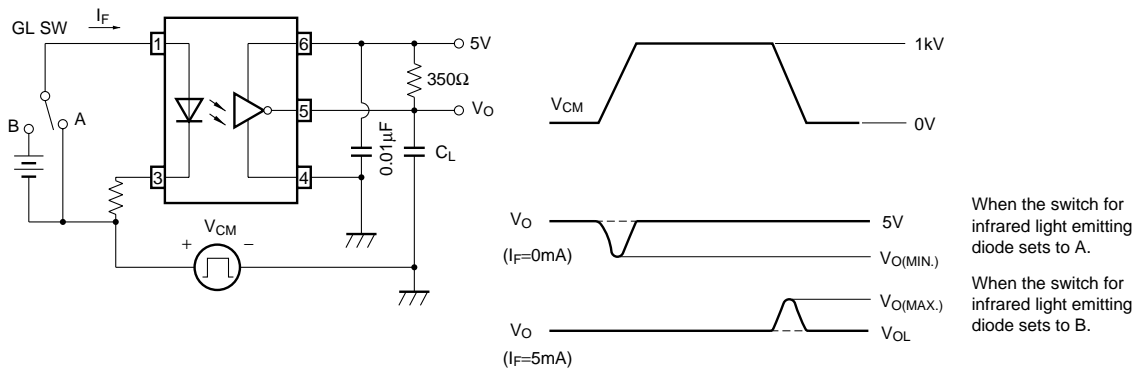 GL SW
IF
1
6
5V
350Ω
5
VO
B
A
0.01μF
CL
3
4
VCM
+
−
VCM
1kV
0V
VO
(IF=0mA)
5V
VO(MIN.)
When the switch for
infrared light emitting
diode sets to A.
VO
(IF=5mA)
VO(MAX.)
VOL
When the switch for
infrared light emitting
diode sets to B.